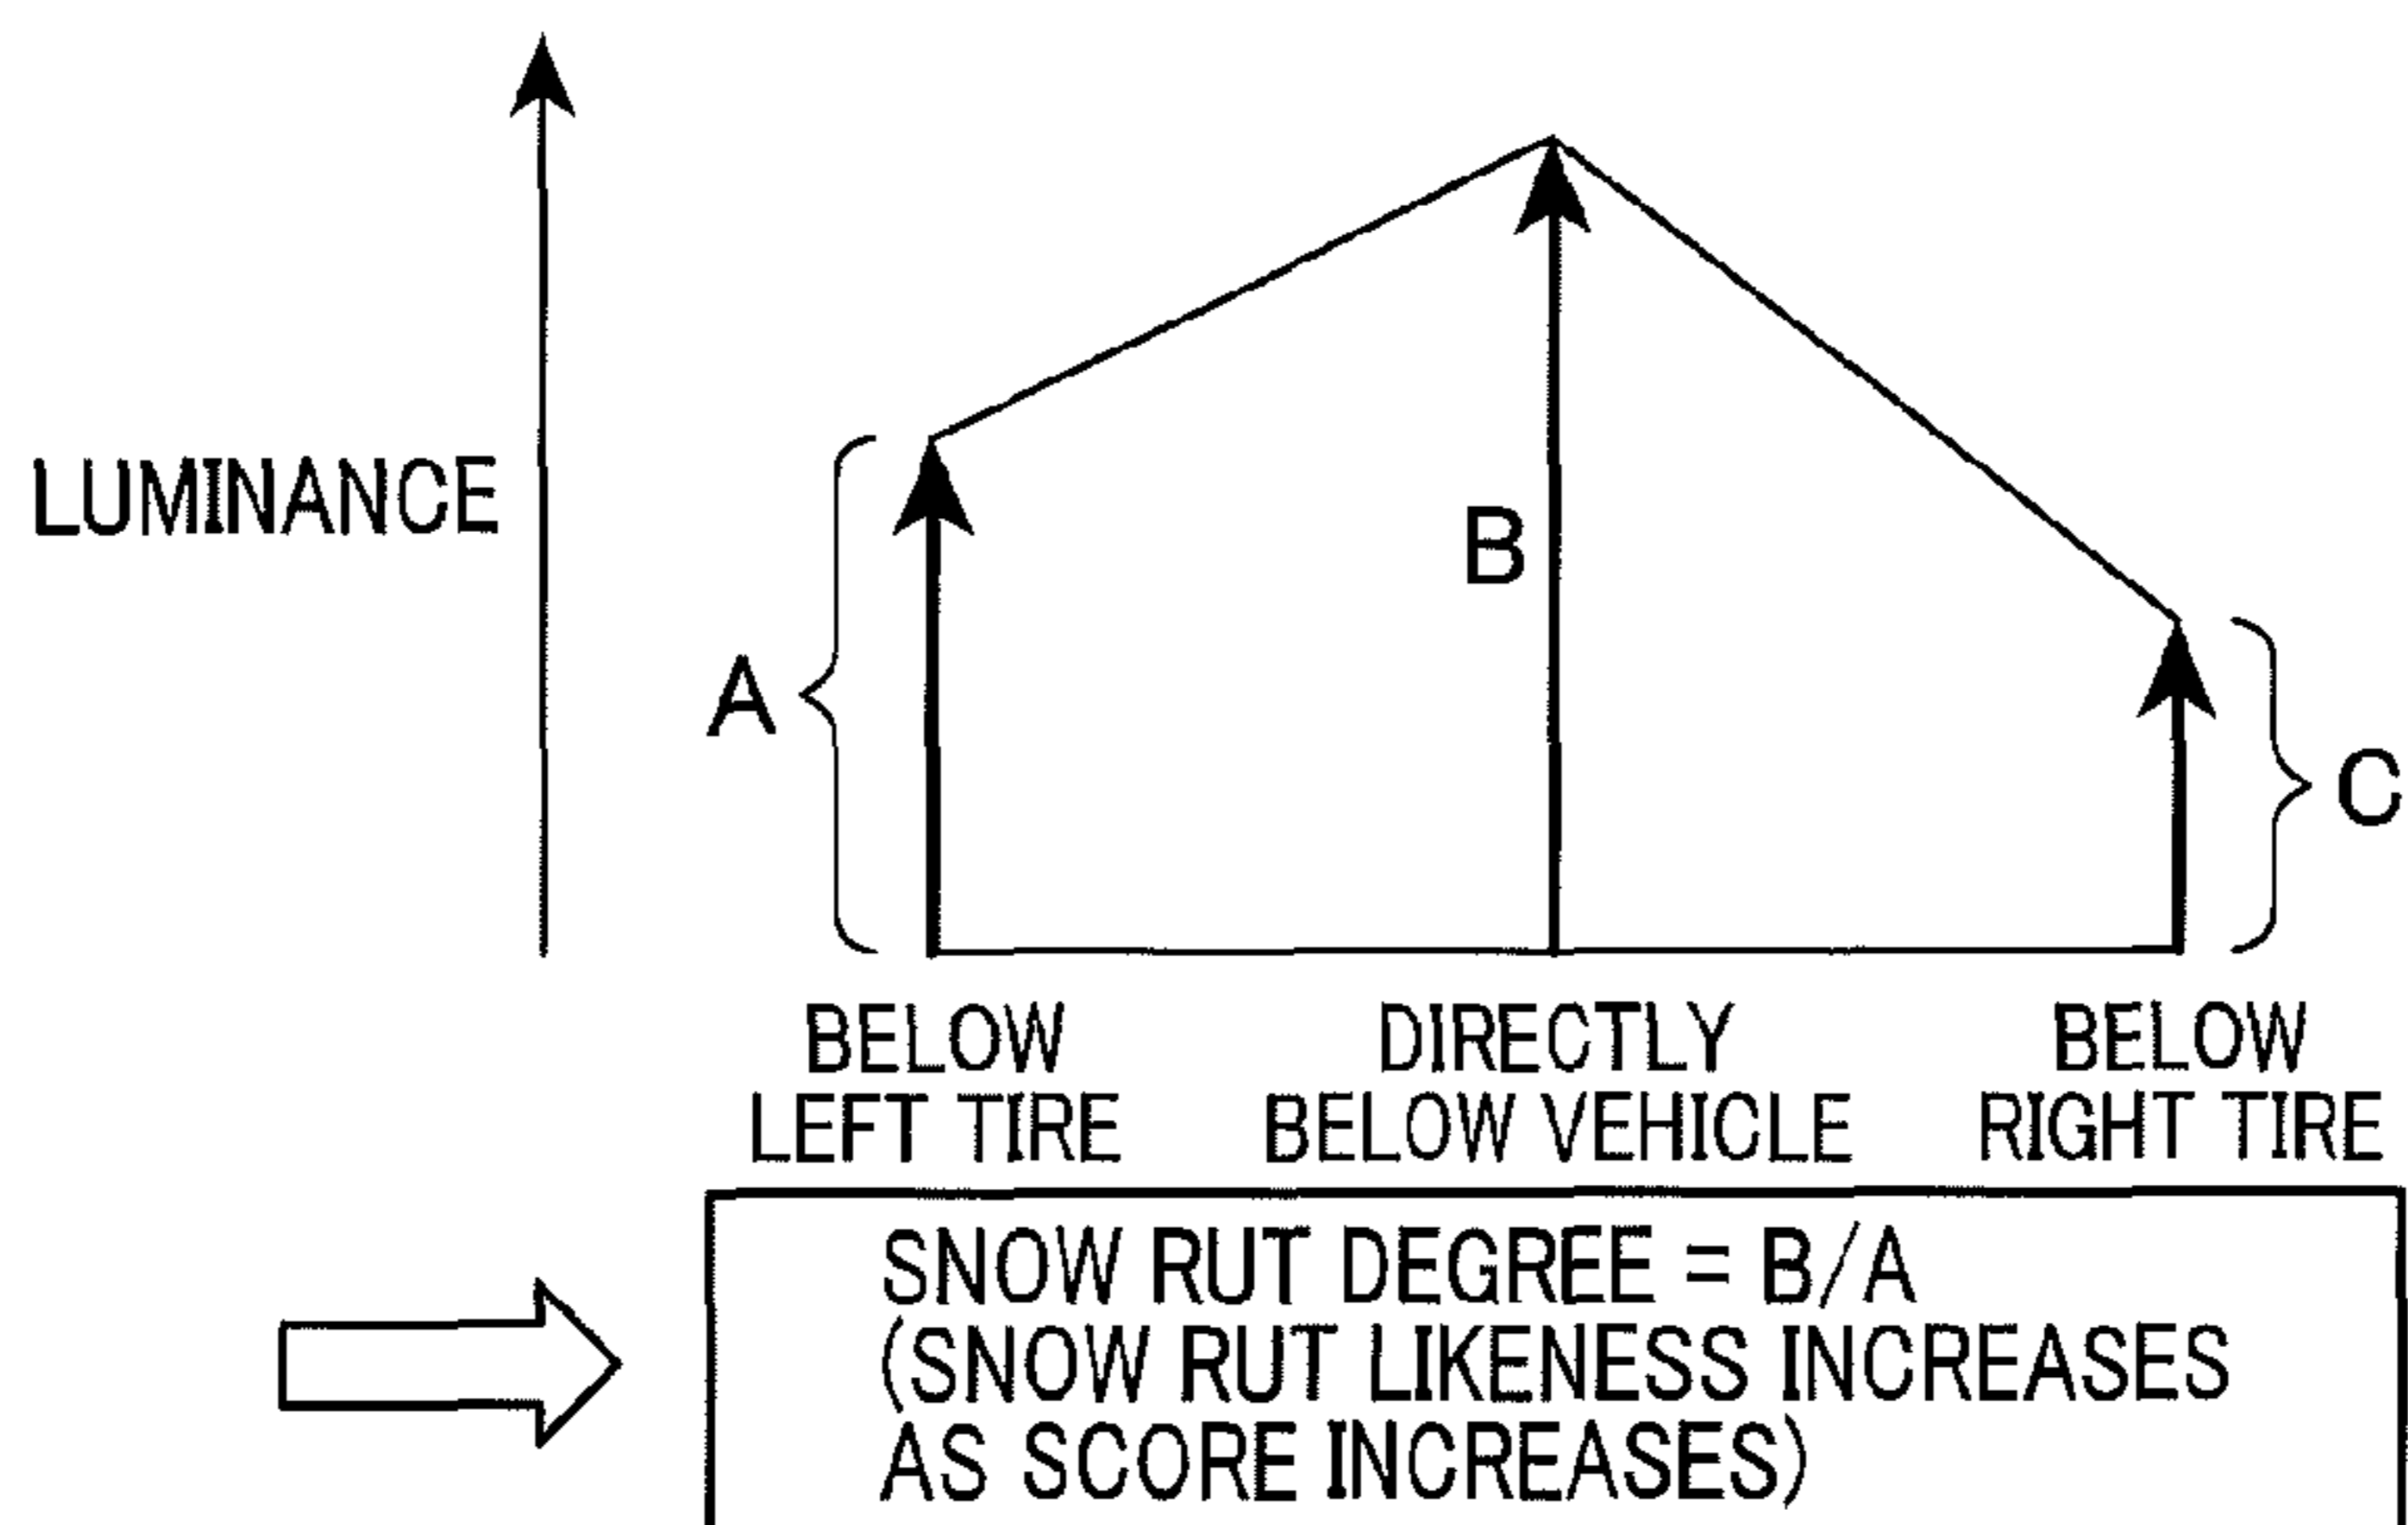 LUMINANCE
A
B
C
BELOW
LEFT TIRE
DIRECTLY
BELOW VEHICLE
BELOW
RIGHT TIRE
SNOW RUT DEGREE = B/A
(SNOW RUT LIKENESS INCREASES
AS SCORE INCREASES)